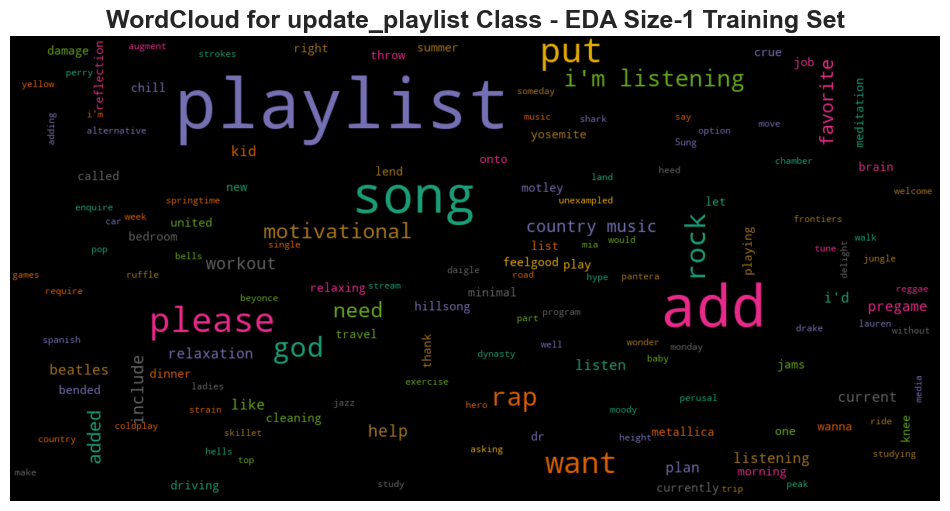 WordCloud for update_playlist Class - EDA Size-1 Training Set
damage
augment
strokes
right
throw
summer
put
crue
job
favorite
meditation
reflection
perry
yellow
chill
i'm listening
playlist
someday
i'm
adding
alternative
music
shark
say
option
move
Sung
yosemite
kid
onto
chamber
brain
called
lend
land
heed
new
motley
unexampled
welcome
springtime
song
let
enquire
week
car
united
bedroom
country music
rock
frontiers
walk
motivational
list
mia
would
playing
tune
delight
jungle
pop
bells
single
workout
feelgood
play
daigle
road
hype
pantera
games
ruffle
require
relaxing
stream
minimal
reggae
beyonce
hillsong
add
i'd
pregame
please
need
part
program
drake
lauren
without
travel
spanish
god
relaxation
thank
dynasty
well
wonder
monday
baby
beatles
dinner
listen
jams
include
bended
ladies
exercise
media
like
strain
jazz
hero
rap
moody
perusal
current
added
coldplay
cleaning
skillet
help
country
dr
height
metallica
one
wanna
ride
knee
hells
top
asking
want
listening
studying
make
plan
morning
driving
study
currently
trip
peak